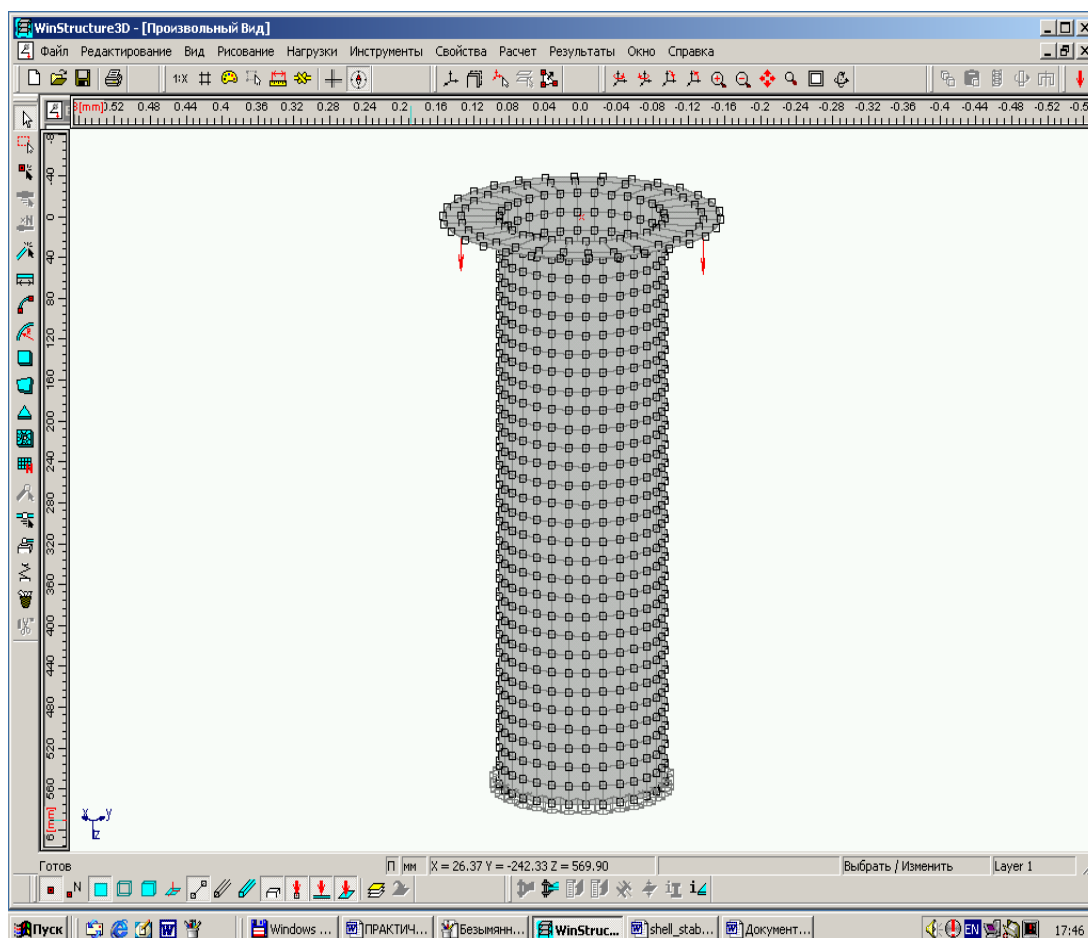 WinStructure3D - [Произвольный Вид]
Файл Редактирование Вид Рисование Нагрузки Инструменты Свойства Расчет Результаты Окно Справка
1:X
[mm] 0.52 0.48 0.44 0.4 0.36 0.32 0.28 0.24 0.2 0.16 0.12 0.08 0.04 0.0 -0.04 -0.08 -0.12 -0.16 -0.2 -0.24 -0.28 -0.32 -0.36 -0.4 -0.44 -0.48 -0.52
-40
0
40
80
120
160
200
240
280
320
360
400
440
480
520
560
[mm]
X Y
Z
Готов П мм X = 26.37 Y = -242.33 Z = 569.90 Выбрать / Изменить Layer 1
N
Пуск Windows ... ПРАКТИЧ... Безымянн... WinStruc... shell_stab... Документ... EN 17:46